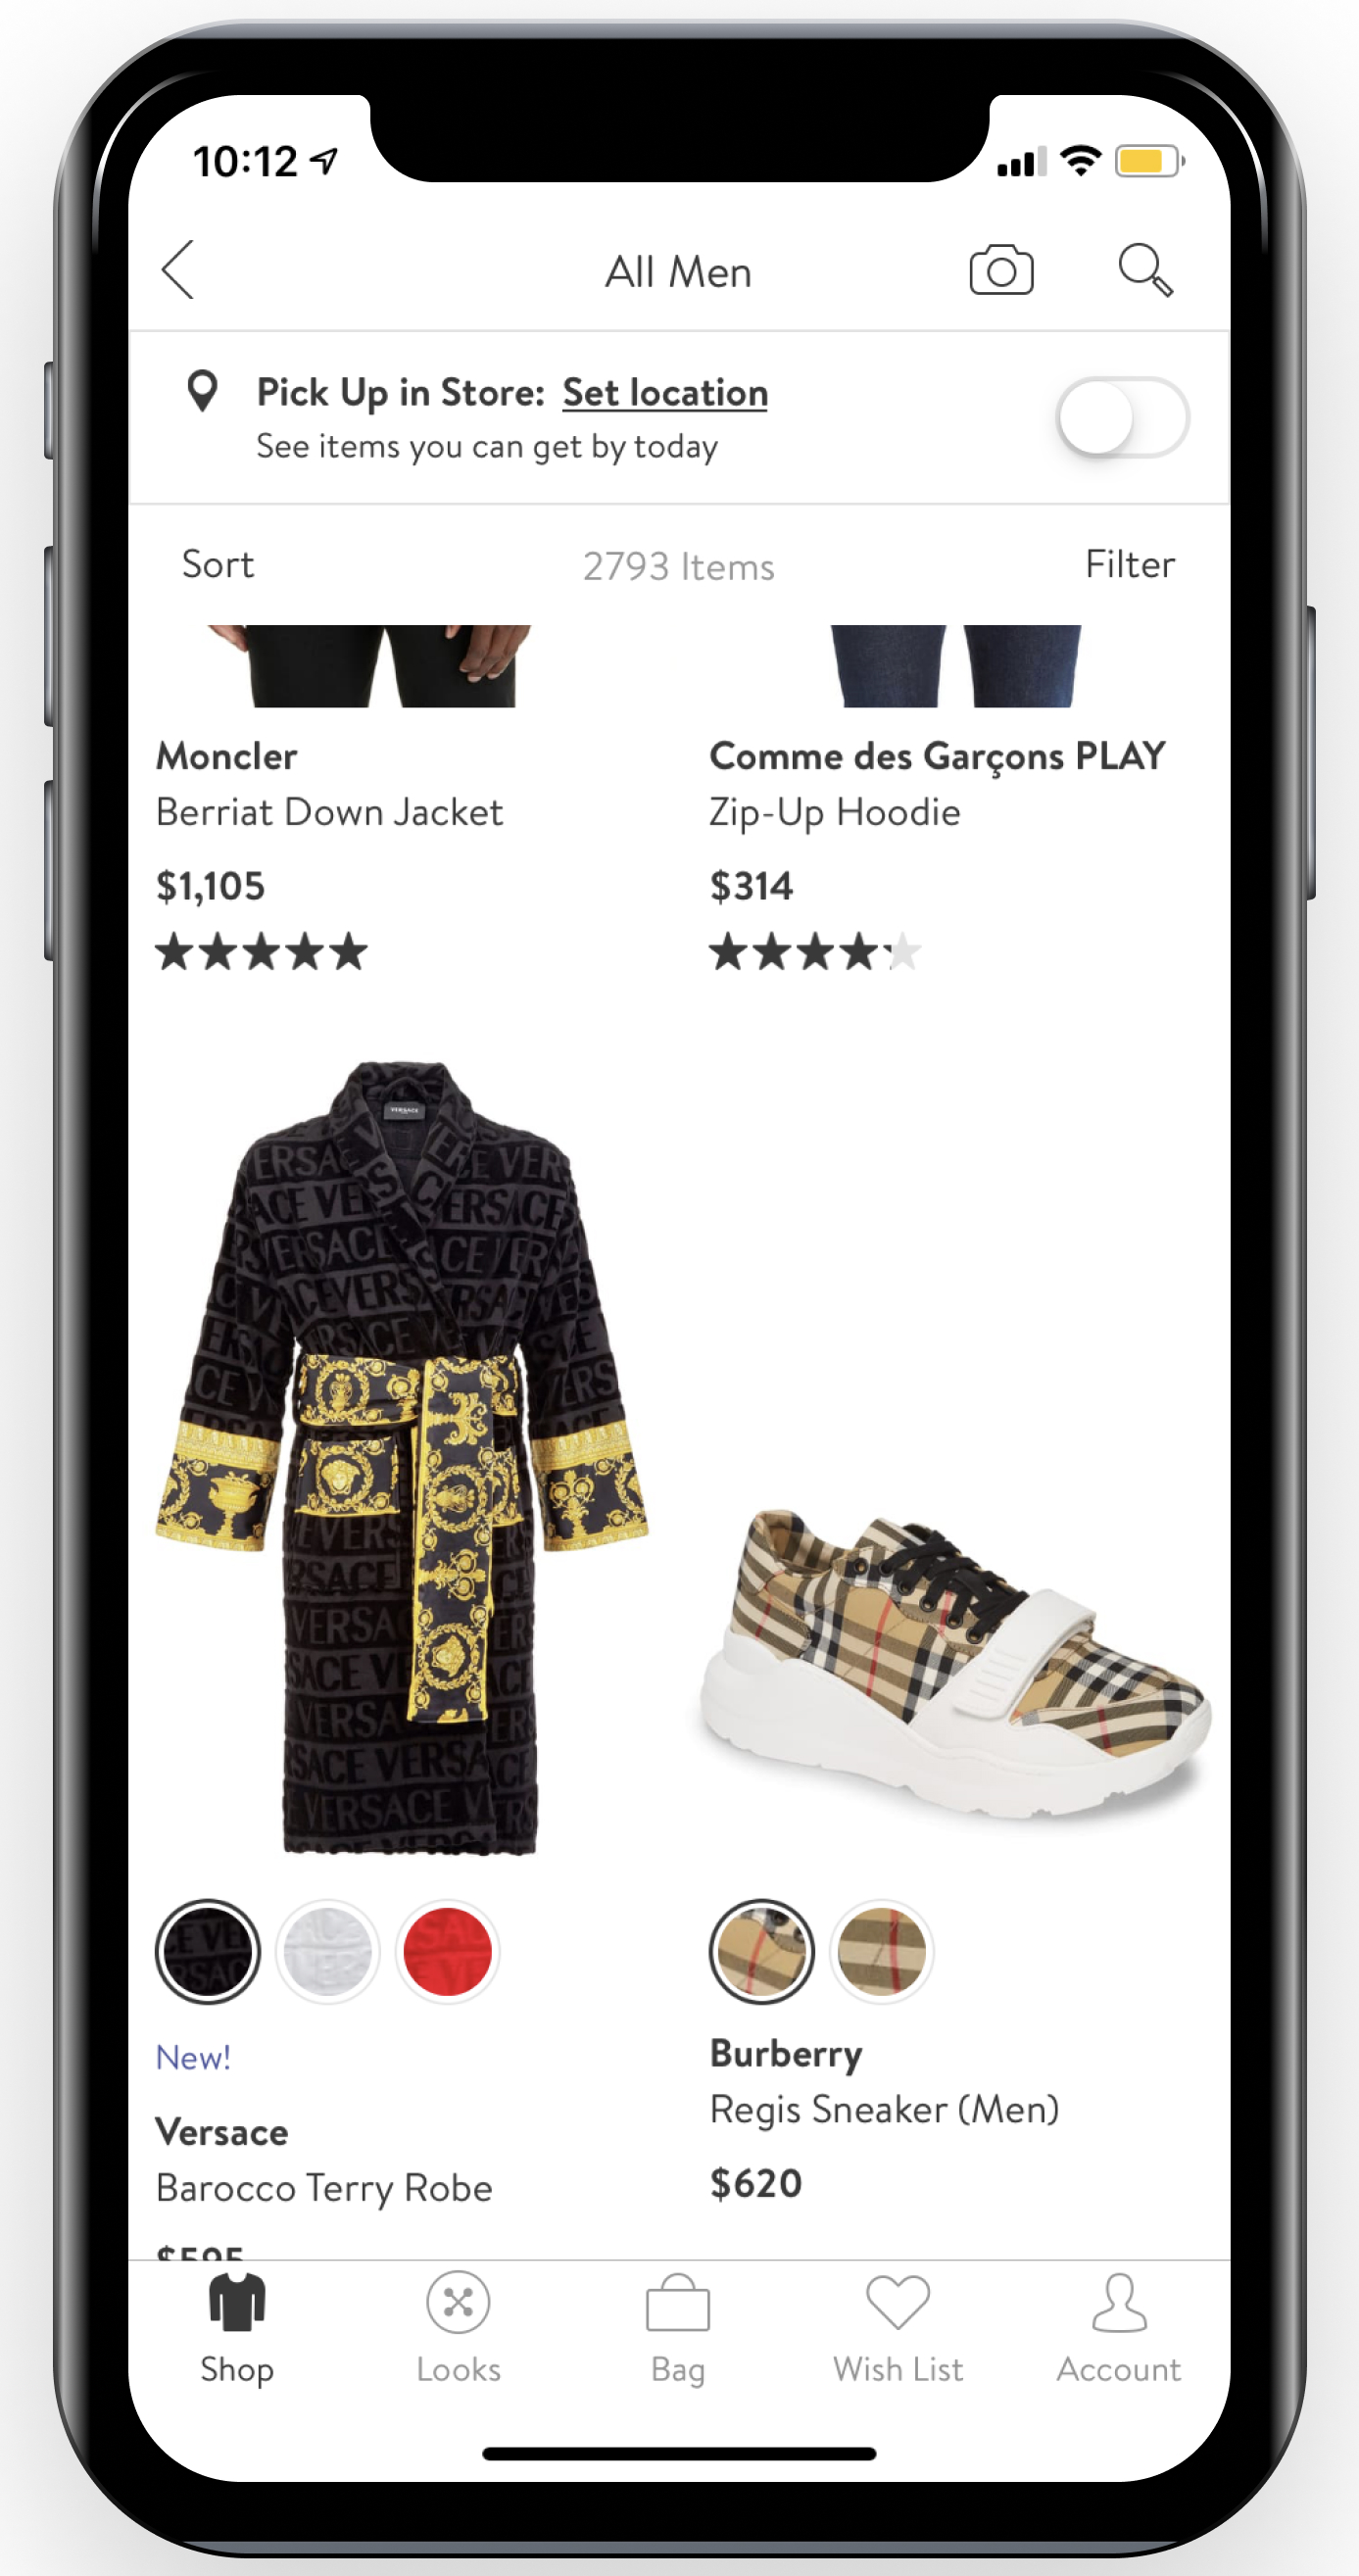 10:12
All Men
Pick Up in Store: Set location
See items you can get by today
Sort
2793 Items
Filter
Moncler
Berriat Down Jacket
$1,105
Comme des Garçons PLAY
Zip-Up Hoodie
$314
VERSACE
New!
Versace
Barocco Terry Robe
$595
Burberry
Regis Sneaker (Men)
$620
Shop
Looks
Bag
Wish List
Account